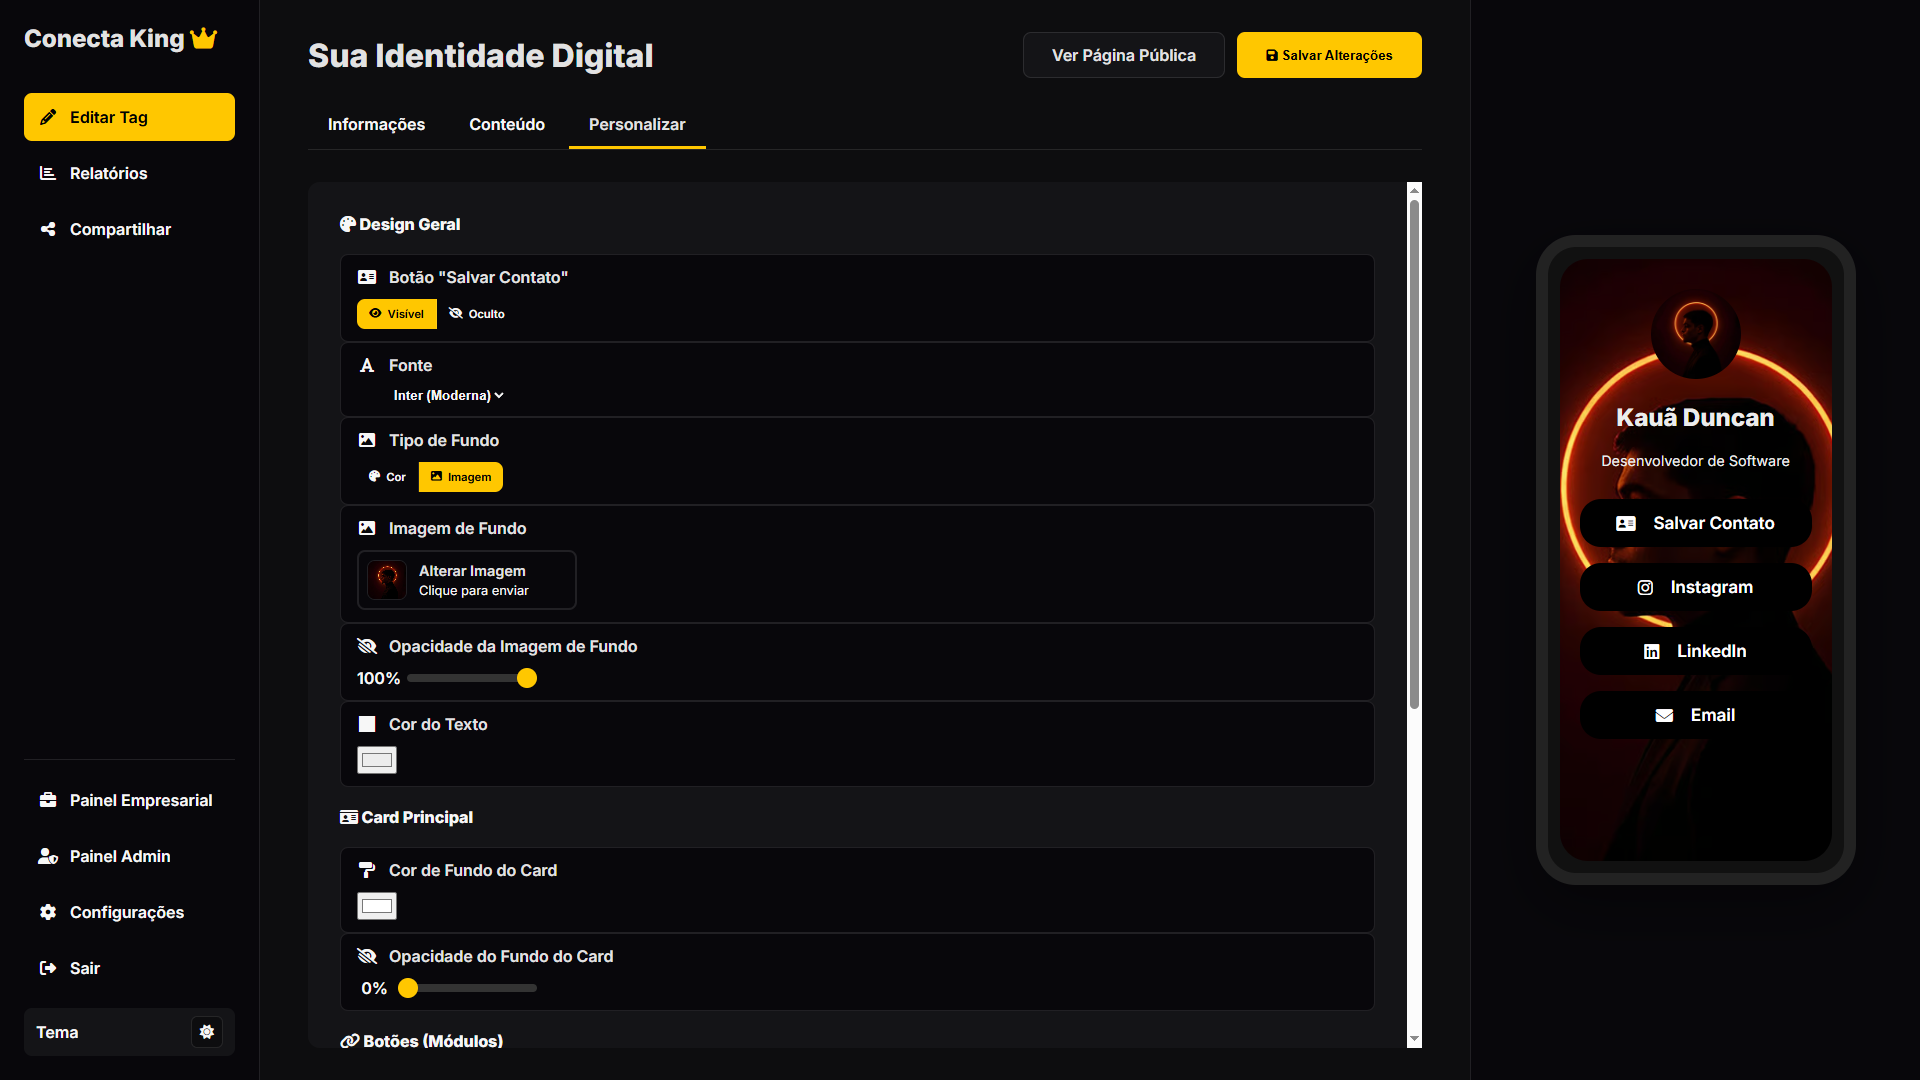 Conecta King
Editar Tag
Relatórios
Compartilhar
Painel Empresarial
Painel Admin
Configurações
Sair
Tema
Sua Identidade Digital
Ver Página Pública
Salvar Alterações
Informações
Conteúdo
Personalizar
Design Geral
Botão "Salvar Contato"
Visível
Oculto
Fonte
Inter (Moderna)
Tipo de Fundo
Cor
Imagem
Imagem de Fundo
Alterar Imagem
Clique para enviar
Opacidade da Imagem de Fundo
100%
Cor do Texto
Card Principal
Cor de Fundo do Card
Opacidade do Fundo do Card
0%
Botões (Módulos)
Kauã Duncan
Desenvolvedor de Software
Salvar Contato
Instagram
LinkedIn
Email